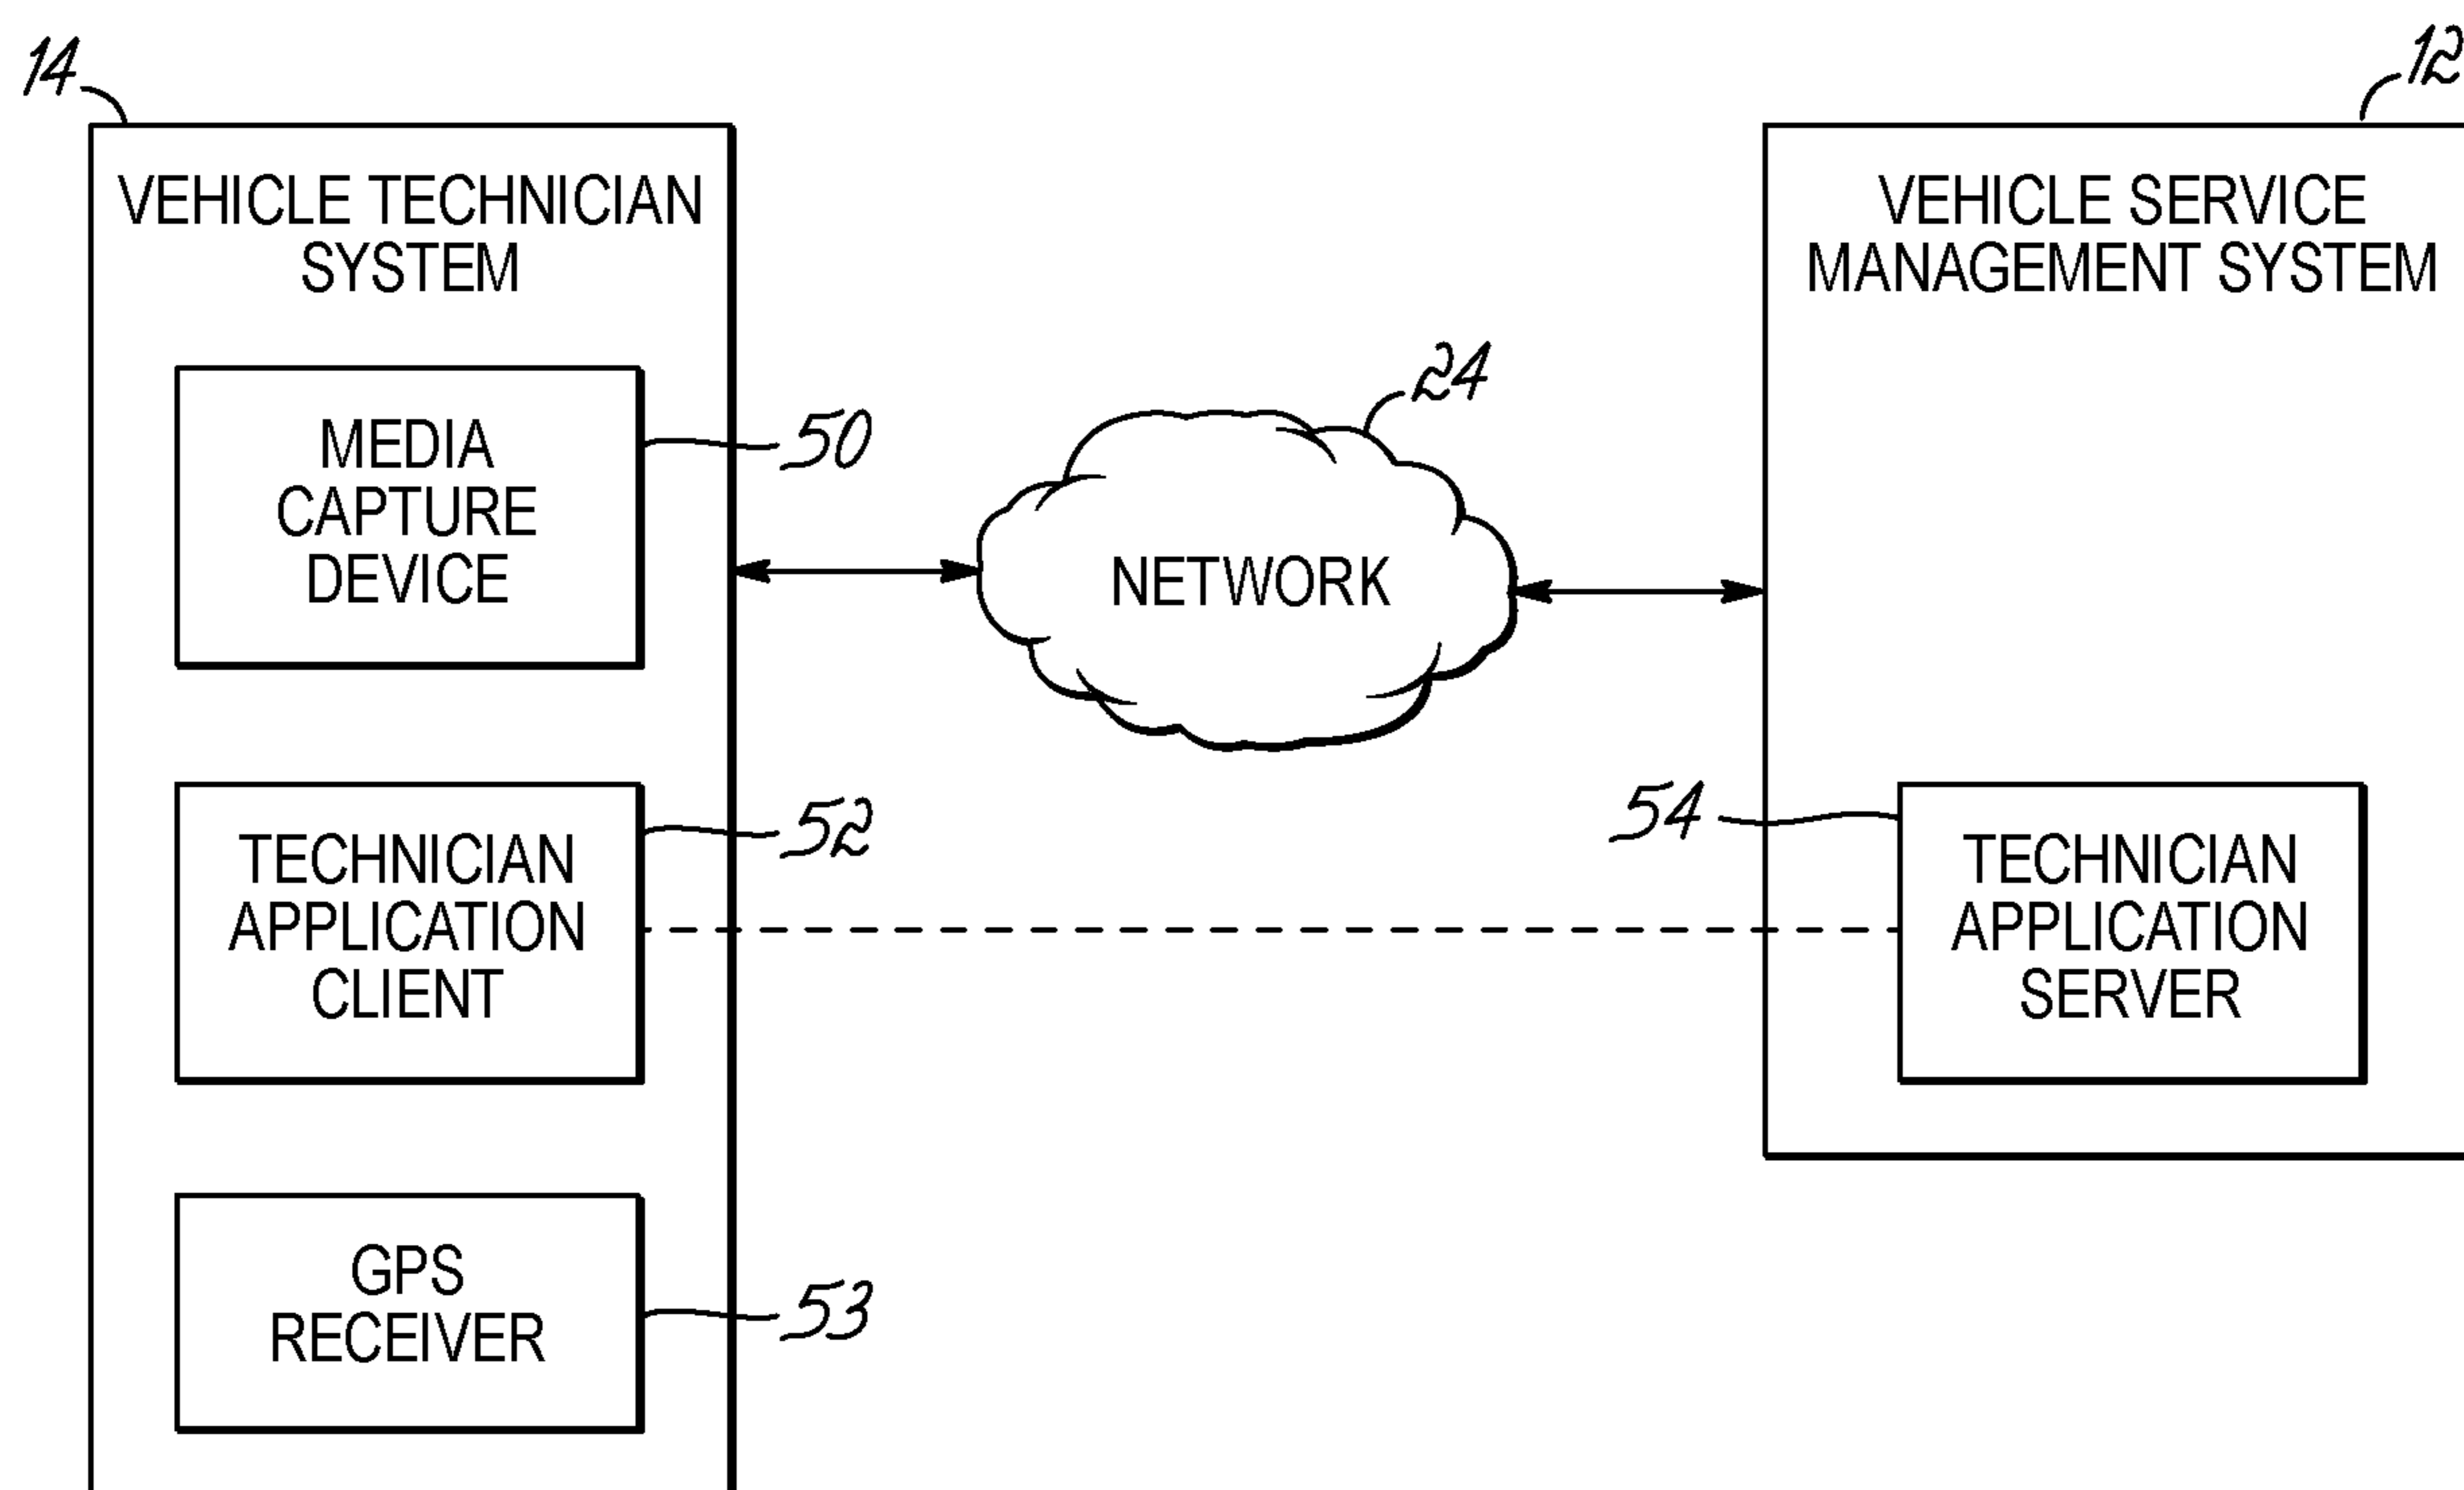 14
12
VEHICLE TECHNICIAN
SYSTEM
VEHICLE SERVICE
MANAGEMENT SYSTEM
24
MEDIA
CAPTURE
DEVICE
50
NETWORK
TECHNICIAN
APPLICATION
CLIENT
52
54
TECHNICIAN
APPLICATION
SERVER
GPS
RECEIVER
53